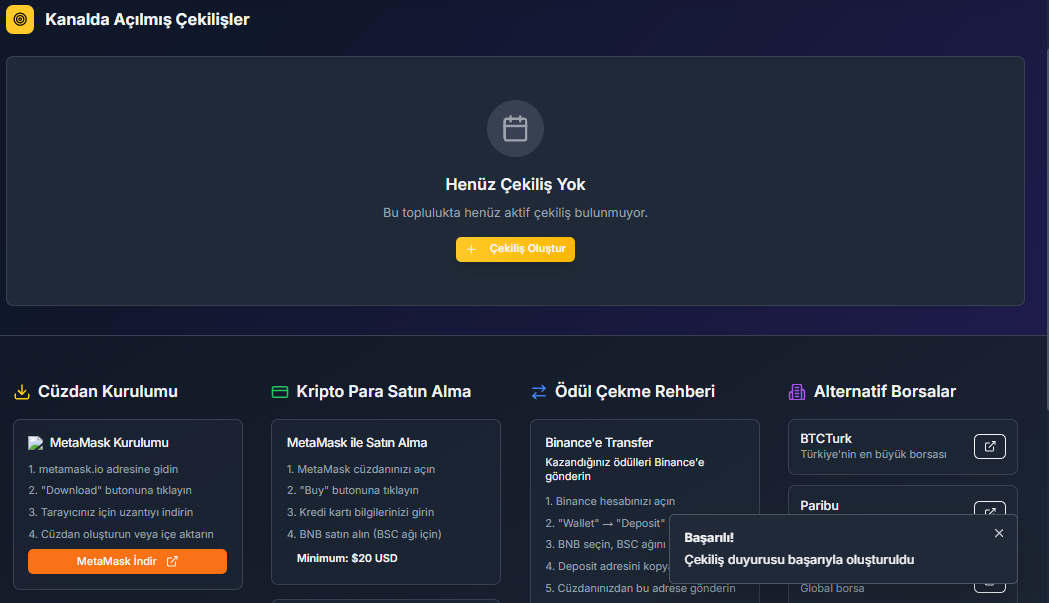 Kanalda Açılmış Çekilişler
Henüz Çekiliş Yok
Bu toplulukta henüz aktif çekiliş bulunmuyor.
+ Çekiliş Oluştur
Cüzdan Kurulumu
MetaMask Kurulumu
1. metamask.io adresine gidin
2. "Download" butonuna tıklayın
3. Tarayıcınız için uzantıyı indirin
4. Cüzdan oluşturun veya içe aktarın
MetaMask İndir
Kripto Para Satın Alma
MetaMask ile Satın Alma
1. MetaMask cüzdanınızı açın
2. "Buy" butonuna tıklayın
3. Kredi kartı bilgilerinizi girin
4. BNB satın alın (BSC ağı için)
Minimum: $20 USD
Ödül Çekme Rehberi
Binance'e Transfer
Kazandığınız ödülleri Binance'e
gönderin
1. Binance hesabınızı açın
2. "Wallet" → "Deposit"
3. BNB seçin, BSC ağını
4. Deposit adresini kopya
5. Cüzdanınızdan bu adrese gönderin
Alternatif Borsalar
BTCTurk
Türkiye'nin en büyük borsası
Paribu
Global borsa
Başarılı!
Çekiliş duyurusu başarıyla oluşturuldu